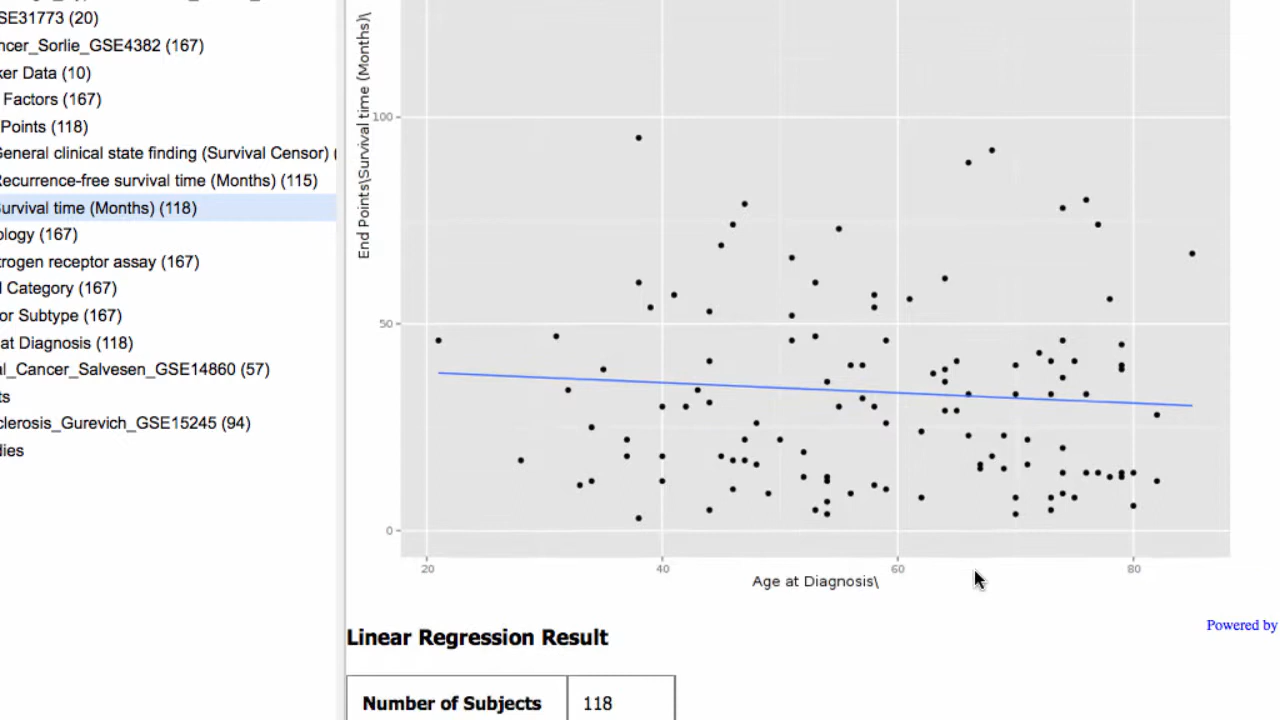 SE31773 (20)
ncer_Sorlie_GSE4382 (167)
ker Data (10)
Factors (167)
Points (118)
General clinical state finding (Survival Censor) (
Recurrence-free survival time (Months) (115)
Survival time (Months) (118)
ology (167)
trogen receptor assay (167)
l Category (167)
or Subtype (167)
at Diagnosis (118)
al_Cancer_Salvesen_GSE14860 (57)
ts
clerosis_Gurevich_GSE15245 (94)
dies
End Points\Survival time (Months)\
100
50
0
20 40 60 80
Age at Diagnosis\
Powered by
Linear Regression Result
Number of Subjects 118